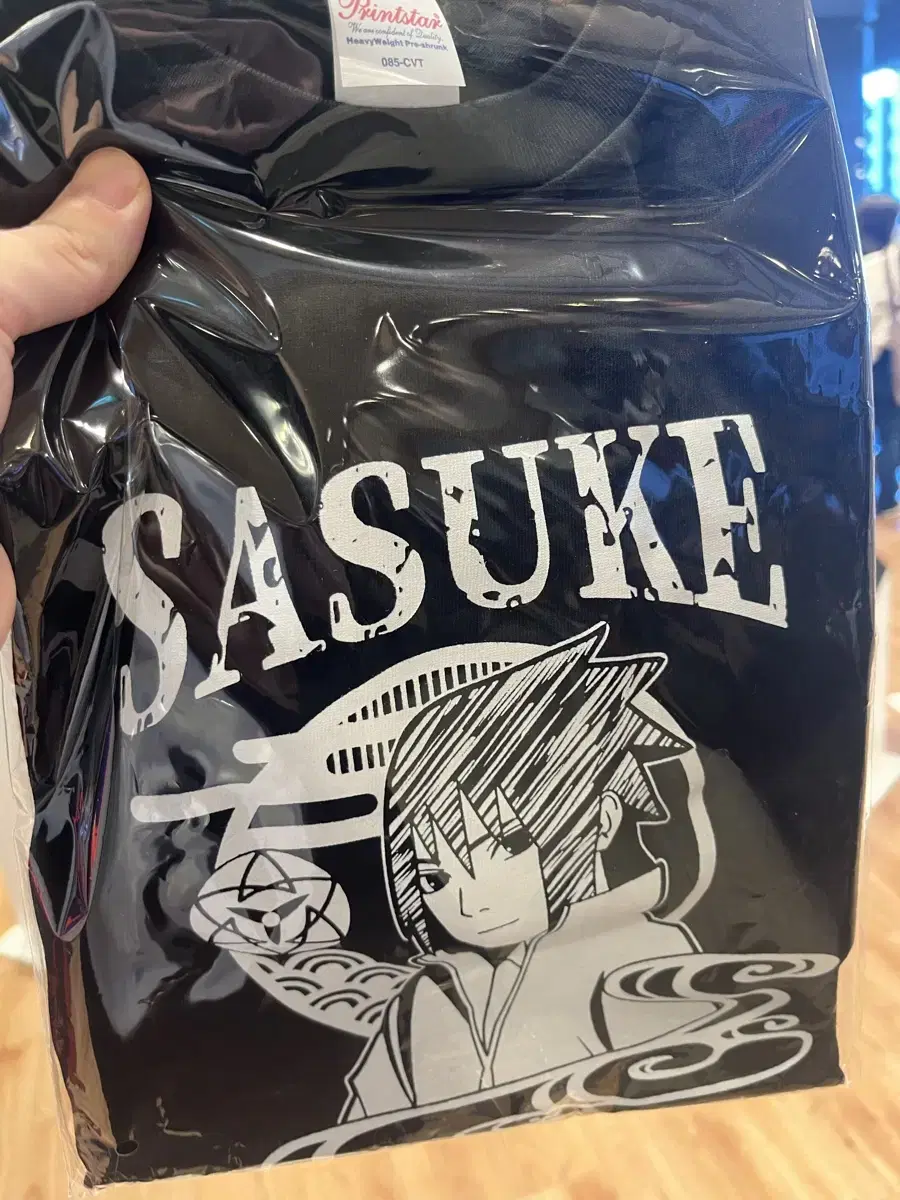 Printstar®
We are confident of Quality.
HeavyWeight Pre-shrunk
085-CVT
SASUKE